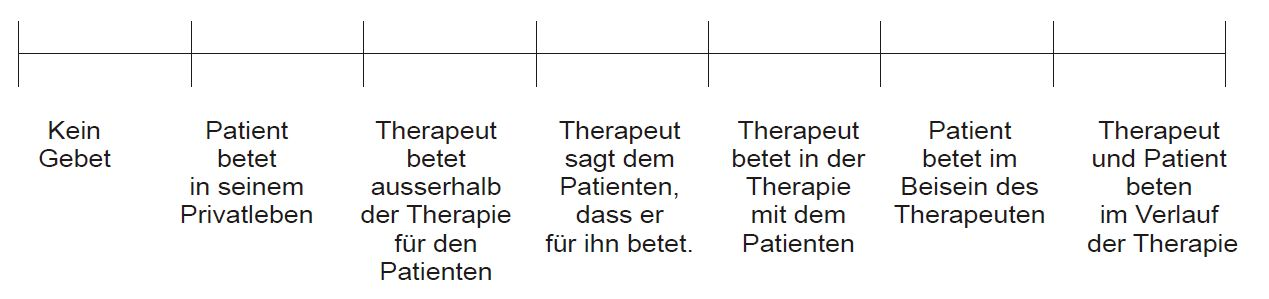 Kein
Gebet
Patient
betet
in seinem
Privatleben
Therapeut
betet
ausserhalb
der Therapie
für den
Patienten
Therapeut
sagt dem
Patienten,
dass er
für ihn betet.
Therapeut
betet in der
Therapie
mit dem
Patienten
Patient
betet im
Beisein des
Therapeuten
Therapeut
und Patient
beten
im Verlauf
der Therapie